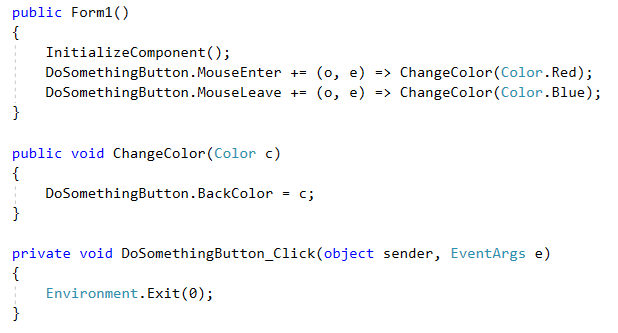 public Form1()
{
    InitializeComponent();
    DoSomethingButton.MouseEnter += (o, e) => ChangeColor(Color.Red);
    DoSomethingButton.MouseLeave += (o, e) => ChangeColor(Color.Blue);
}

public void ChangeColor(Color c)
{
    DoSomethingButton.BackColor = c;
}

private void DoSomethingButton_Click(object sender, EventArgs e)
{
    Environment.Exit(0);
}